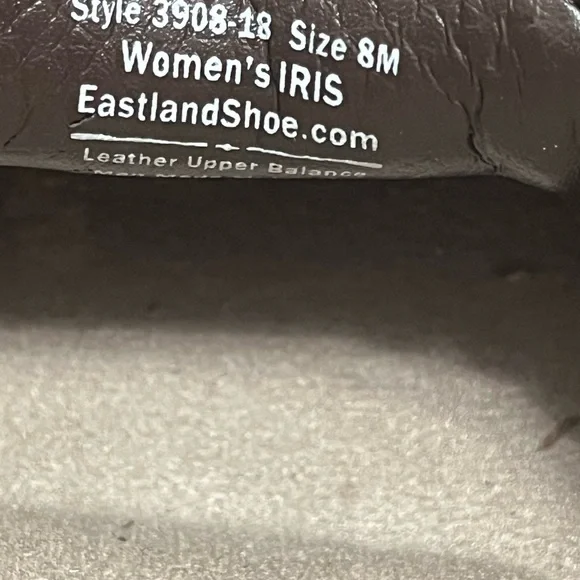 Style 3908-18 Size 8M
Women's IRIS
EastlandShoe.com
Leather Upper Balance